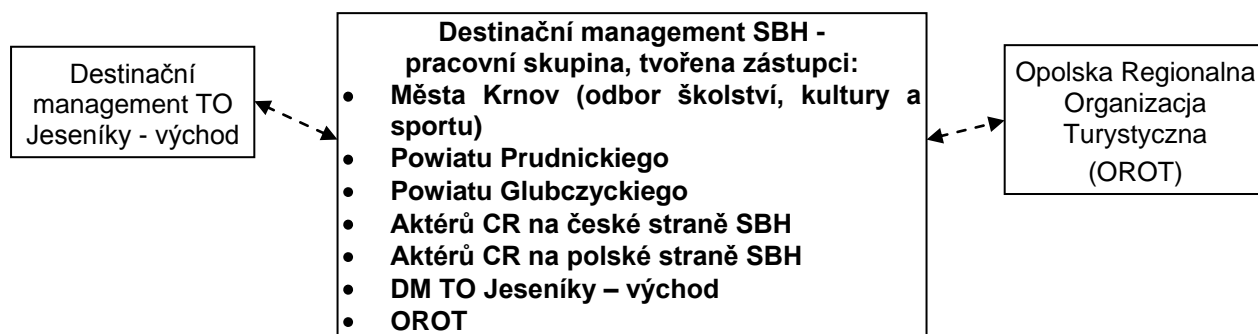 Destinační
management TO
Jeseníky - východ
Destinační management SBH -
pracovní skupina, tvořena zástupci:
• Města Krnov (odbor školství, kultury a
sportu)
• Powiatu Prudnickiego
• Powiatu Glubczyckiego
• Aktérů CR na české straně SBH
• Aktérů CR na polské straně SBH
• DM TO Jeseníky – východ
• OROT
Opolska Regionalna
Organizacja
Turystyczna
(OROT)